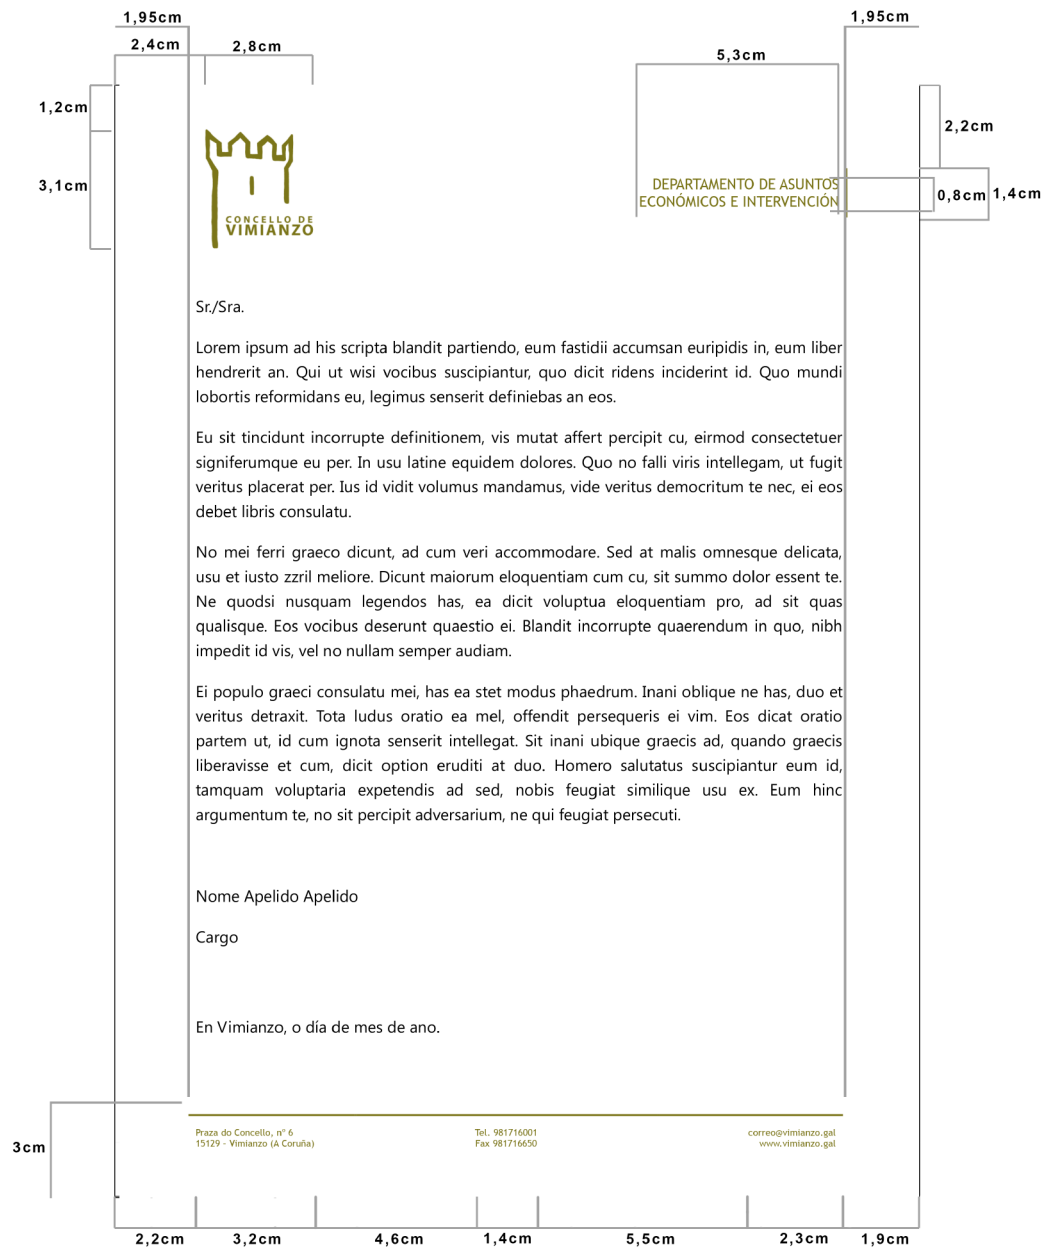 1,95cm
1,95cm
2,4cm
2,8cm
5,3cm
1,2cm
2,2cm
3,1cm
DEPARTAMENTO DE ASUNTOS
ECONÓMICOS E INTERVENCIÓN
0,8cm
1,4cm
CONCELLO DE
VIMIANZO
Sr./Sra.
Lorem ipsum ad his scripta blandit partiendo, eum fastidii accumsan euripidis in, eum liber
hendrerit an. Qui ut wisi vocibus suscipiantur, quo dicit ridens inciderint id. Quo mundi
lobortis reformidans eu, legimus senserit definiebas an eos.
Eu sit tincidunt incorrupte definitionem, vis mutat affert percipit cu, eirmod consectetuer
signiferumque eu per. In usu latine equidem dolores. Quo no falli viris intellegam, ut fugit
veritus placerat per. Ius id vidit volumus mandamus, vide veritus democritum te nec, ei eos
debet libris consulatu.
No mei ferri graeco dicunt, ad cum veri accommodare. Sed at malis omnesque delicata,
usu et iusto zzril meliore. Dicunt maiorum eloquentiam cum cu, sit summo dolor essent te.
Ne quodsi nusquam legendos has, ea dicit voluptua eloquentiam pro, ad sit quas
qualisque. Eos vocibus deserunt quaestio ei. Blandit incorrupte quaerendum in quo, nibh
impedit id vis, vel no nullam semper audiam.
Ei populo graeci consulatu mei, has ea stet modus phaedrum. Inani oblique ne has, duo et
veritus detraxit. Tota ludus oratio ea mel, offendit persequeris ei vim. Eos dicat oratio
partem ut, id cum ignota senserit intellegat. Sit inani ubique graecis ad, quando graecis
liberavisse et cum, dicit option eruditi at duo. Homero salutatus suscipiantur eum id,
tamquam voluptaria expetendis ad sed, nobis feugiat similique usu ex. Eum hinc
argumentum te, no sit percipit adversarium, ne qui feugiat persecuti.
Nome Apelido Apelido
Cargo
En Vimianzo, o día de mes de ano.
3cm
Praza do Concello, nº 6
15129 - Vimianzo (A Coruña)
Tel. 981716001
Fax 981716650
correo@vimianzo.gal
www.vimianzo.gal
2,2cm
3,2cm
4,6cm
1,4cm
5,5cm
2,3cm
1,9cm